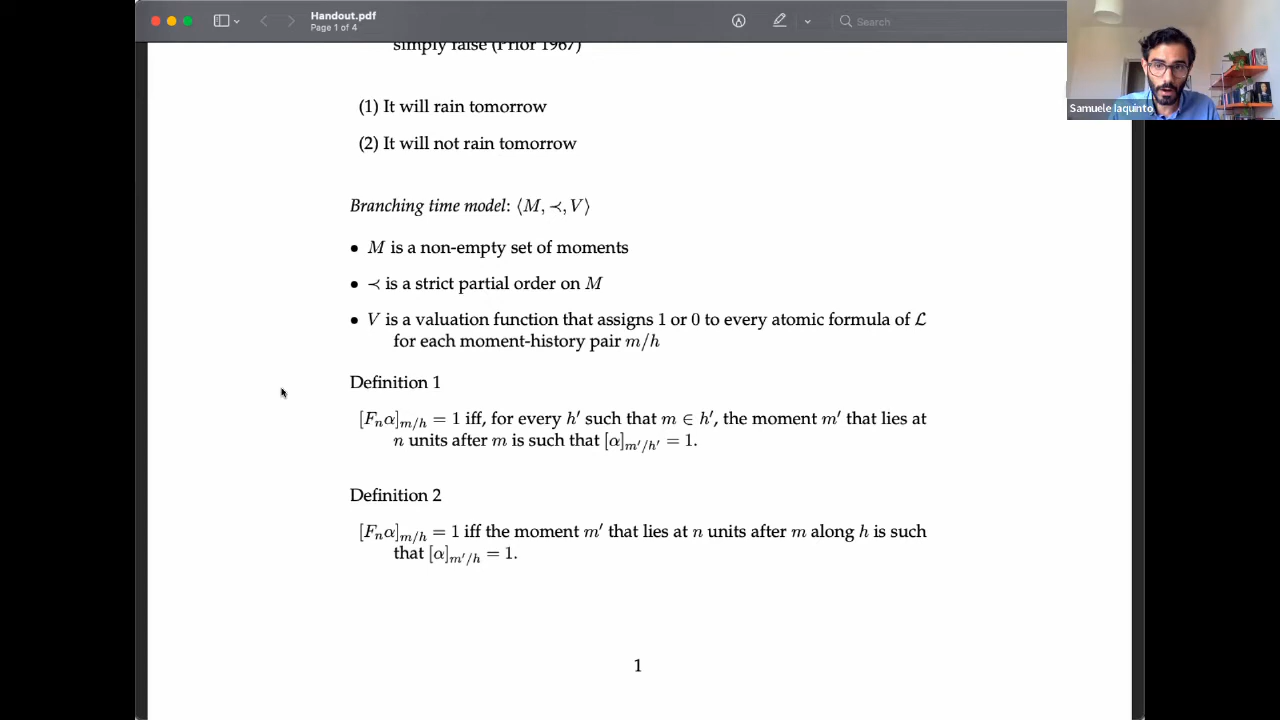 Handout.pdf
Page 1 of 4
Search
Samuele Iaquinto
simply false (Prior 1967)
(1) It will rain tomorrow
(2) It will not rain tomorrow
Branching time model: ⟨M, ≺, V⟩
• M is a non-empty set of moments
• ≺ is a strict partial order on M
• V is a valuation function that assigns 1 or 0 to every atomic formula of ℒ
for each moment-history pair m/h
Definition 1
[Fₙα]ₘ/ₕ = 1 iff, for every h′ such that m ∈ h′, the moment m′ that lies at
n units after m is such that [α]ₘ′/ₕ′ = 1.
Definition 2
[Fₙα]ₘ/ₕ = 1 iff the moment m′ that lies at n units after m along h is such
that [α]ₘ′/ₕ = 1.
1